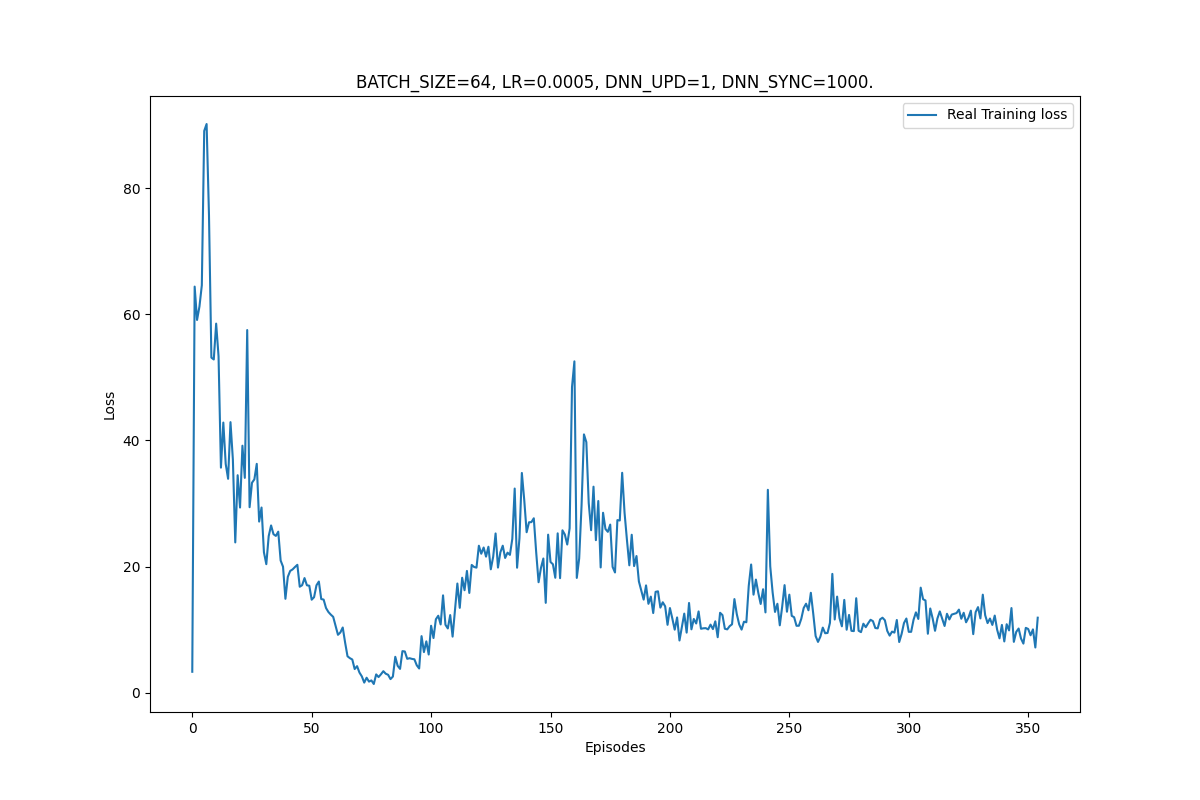 BATCH_SIZE=64, LR=0.0005, DNN_UPD=1, DNN_SYNC=1000.
Real Training loss
80
60
40
20
0
Loss
0 50 100 150 200 250 300 350
Episodes